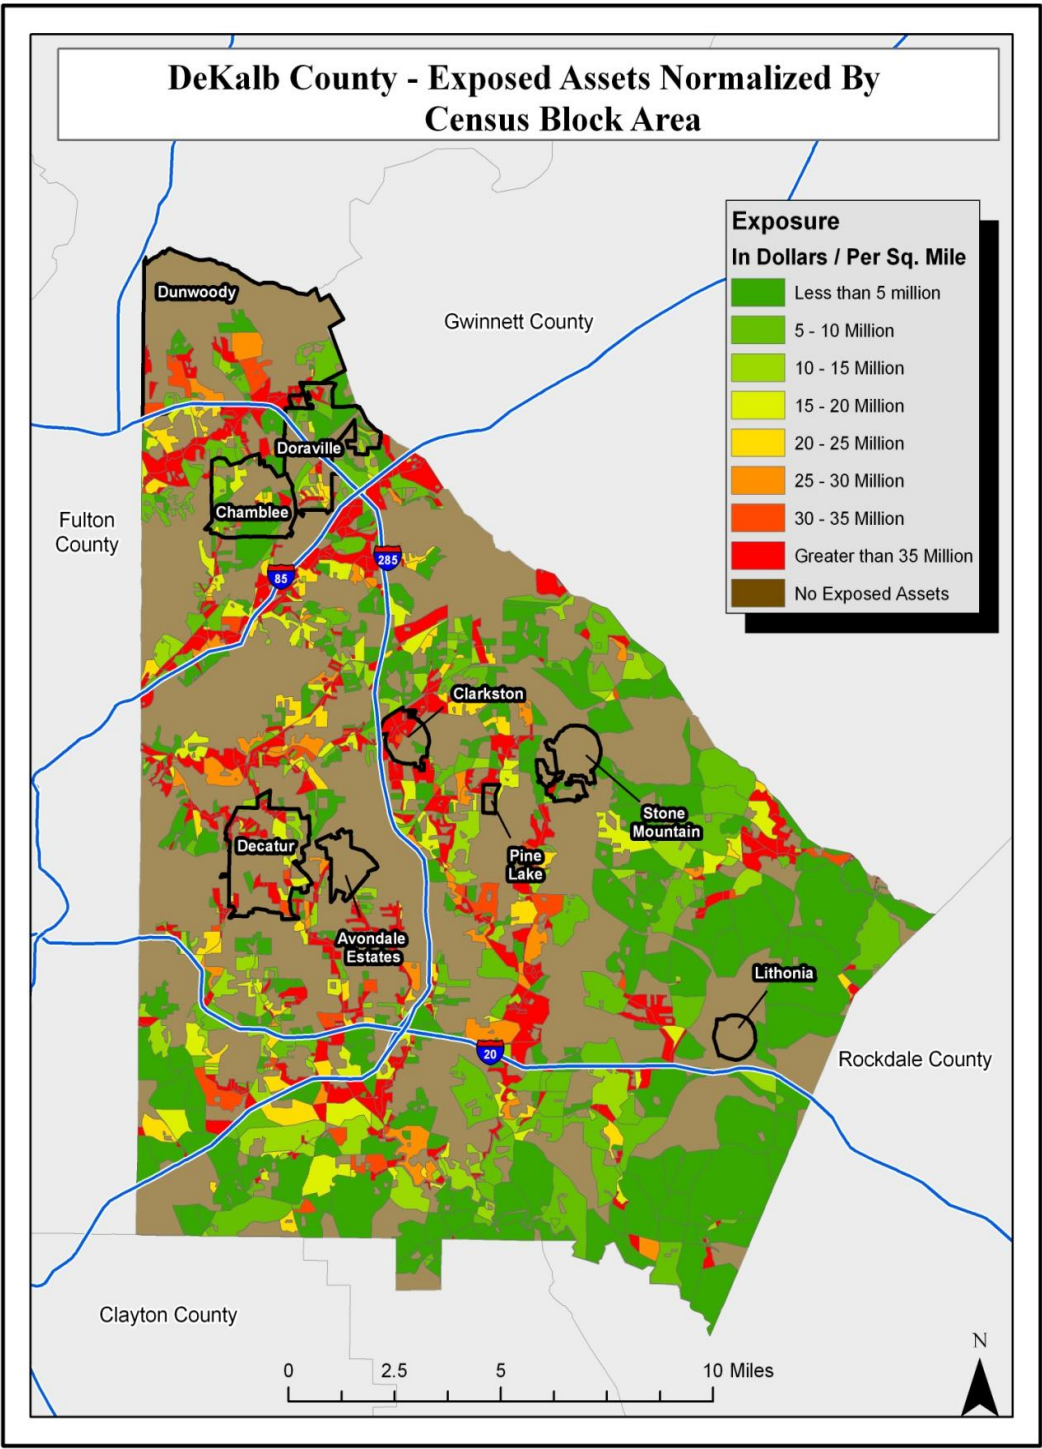 DeKalb County - Exposed Assets Normalized By
Census Block Area
Exposure
In Dollars / Per Sq. Mile
Less than 5 million
5 - 10 Million
10 - 15 Million
15 - 20 Million
20 - 25 Million
25 - 30 Million
30 - 35 Million
Greater than 35 Million
No Exposed Assets
Dunwoody
Gwinnett County
Doraville
Chamblee
Fulton
County
285
85
Clarkston
Stone
Mountain
Decatur
Pine
Lake
Avondale
Estates
Lithonia
20
Rockdale County
Clayton County
N
0 2.5 5 10 Miles